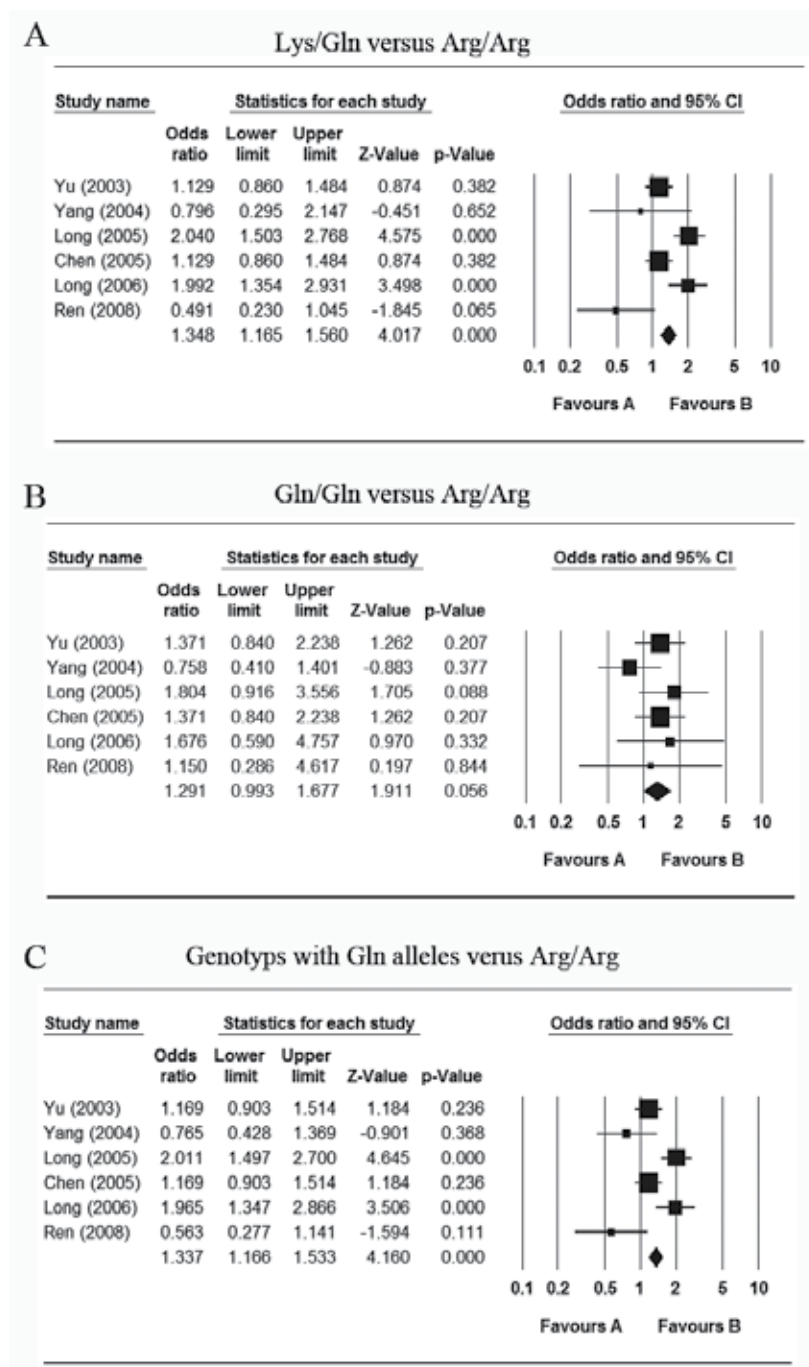 A
Lys/Gln versus Arg/Arg
Study name Statistics for each study Odds ratio and 95% CI
Odds Lower Upper
ratio limit limit Z-Value p-Value
Yu (2003) 1.129 0.860 1.484 0.874 0.382
Yang (2004) 0.796 0.295 2.147 -0.451 0.652
Long (2005) 2.040 1.503 2.768 4.575 0.000
Chen (2005) 1.129 0.860 1.484 0.874 0.382
Long (2006) 1.992 1.354 2.931 3.498 0.000
Ren (2008) 0.491 0.230 1.045 -1.845 0.065
1.348 1.165 1.560 4.017 0.000
0.1 0.2 0.5 1 2 5 10
Favours A Favours B
B
Gln/Gln versus Arg/Arg
Study name Statistics for each study Odds ratio and 95% CI
Odds Lower Upper
ratio limit limit Z-Value p-Value
Yu (2003) 1.371 0.840 2.238 1.262 0.207
Yang (2004) 0.758 0.410 1.401 -0.883 0.377
Long (2005) 1.804 0.916 3.556 1.705 0.088
Chen (2005) 1.371 0.840 2.238 1.262 0.207
Long (2006) 1.676 0.590 4.757 0.970 0.332
Ren (2008) 1.150 0.286 4.617 0.197 0.844
1.291 0.993 1.677 1.911 0.056
0.1 0.2 0.5 1 2 5 10
Favours A Favours B
C
Genotyps with Gln alleles verus Arg/Arg
Study name Statistics for each study Odds ratio and 95% CI
Odds Lower Upper
ratio limit limit Z-Value p-Value
Yu (2003) 1.169 0.903 1.514 1.184 0.236
Yang (2004) 0.765 0.428 1.369 -0.901 0.368
Long (2005) 2.011 1.497 2.700 4.645 0.000
Chen (2005) 1.169 0.903 1.514 1.184 0.236
Long (2006) 1.965 1.347 2.866 3.506 0.000
Ren (2008) 0.563 0.277 1.141 -1.594 0.111
1.337 1.166 1.533 4.160 0.000
0.1 0.2 0.5 1 2 5 10
Favours A Favours B